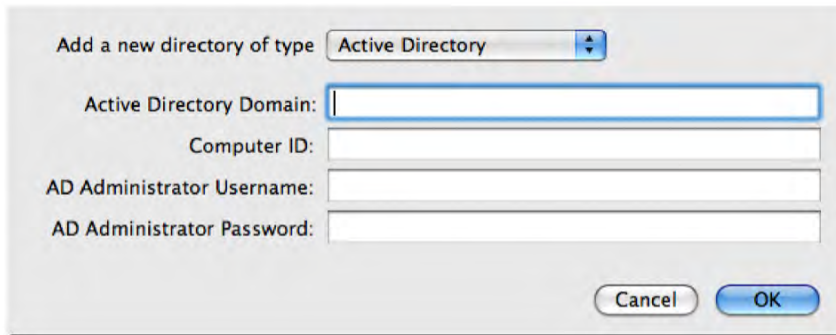 Add a new directory of type Active Directory
Active Directory Domain:
Computer ID:
AD Administrator Username:
AD Administrator Password:
Cancel OK